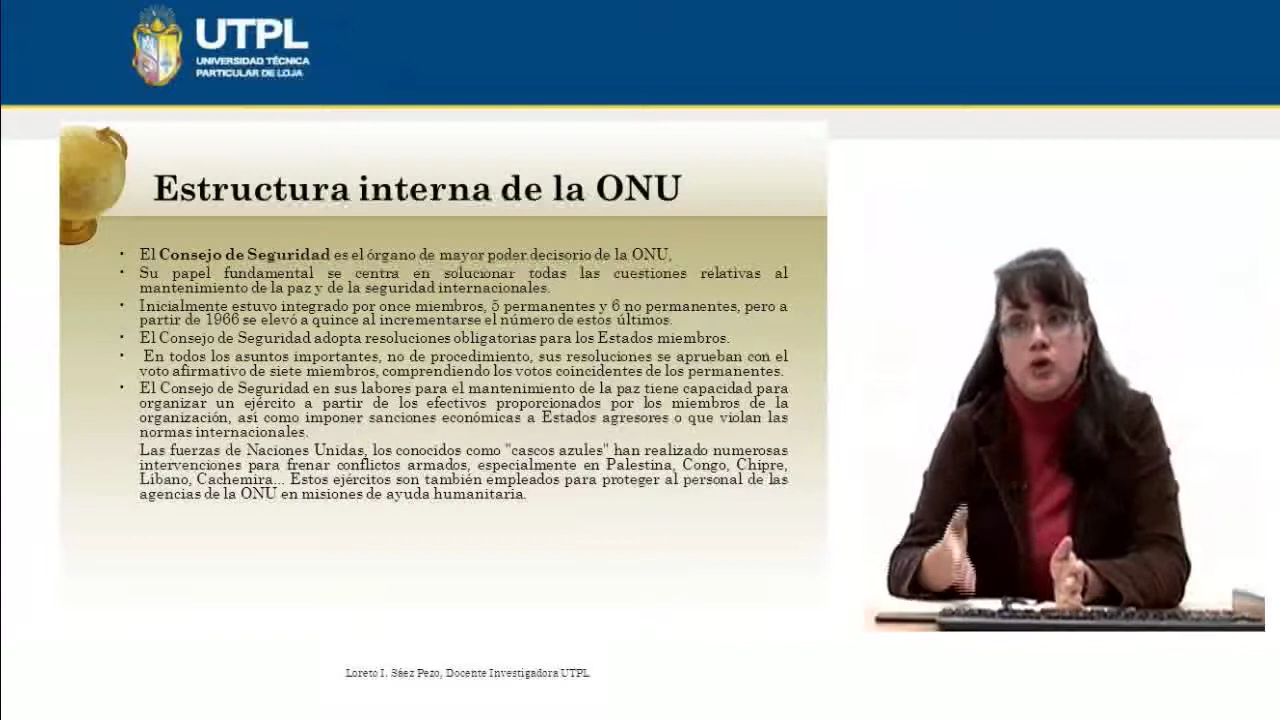 UTPL
UNIVERSIDAD TÉCNICA
PARTICULAR DE LOJA
Estructura interna de la ONU
• El Consejo de Seguridad es el órgano de mayor poder decisorio de la ONU,
• Su papel fundamental se centra en solucionar todas las cuestiones relativas al
mantenimiento de la paz y de la seguridad internacionales.
• Inicialmente estuvo integrado por once miembros, 5 permanentes y 6 no permanentes, pero a
partir de 1966 se elevó a quince al incrementarse el número de estos últimos.
• El Consejo de Seguridad adopta resoluciones obligatorias para los Estados miembros.
• En todos los asuntos importantes, no de procedimiento, sus resoluciones se aprueban con el
voto afirmativo de siete miembros, comprendiendo los votos coincidentes de los permanentes.
• El Consejo de Seguridad en sus labores para el mantenimiento de la paz tiene capacidad para
organizar un ejército a partir de los efectivos proporcionados por los miembros de la
organización, así como imponer sanciones económicas a Estados agresores o que violan las
normas internacionales.
Las fuerzas de Naciones Unidas, los conocidos como "cascos azules" han realizado numerosas
intervenciones para frenar conflictos armados, especialmente en Palestina, Congo, Chipre,
Líbano, Cachemira... Estos ejércitos son también empleados para proteger al personal de las
agencias de la ONU en misiones de ayuda humanitaria.
Loreto I. Sáez Pezo, Docente Investigadora UTPL